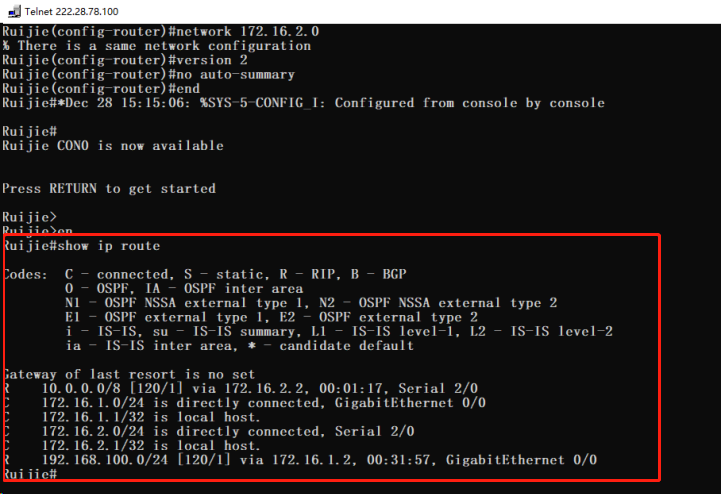 Telnet 222.28.78.100
Ruijie(config-router)#network 172.16.2.0
% There is a same network configuration
Ruijie(config-router)#version 2
Ruijie(config-router)#no auto-summary
Ruijie(config-router)#end
Ruijie#*Dec 28 15:15:06: %SYS-5-CONFIG_I: Configured from console by console
Ruijie#
Ruijie CON0 is now available
Press RETURN to get started
Ruijie>
Ruijie>en
Ruijie#show ip route
Codes:  C - connected, S - static, R - RIP, B - BGP
        O - OSPF, IA - OSPF inter area
        N1 - OSPF NSSA external type 1, N2 - OSPF NSSA external type 2
        E1 - OSPF external type 1, E2 - OSPF external type 2
        i - IS-IS, su - IS-IS summary, L1 - IS-IS level-1, L2 - IS-IS level-2
        ia - IS-IS inter area, * - candidate default
Gateway of last resort is no set
R    10.0.0.0/8 [120/1] via 172.16.2.2, 00:01:17, Serial 2/0
C    172.16.1.0/24 is directly connected, GigabitEthernet 0/0
C    172.16.1.1/32 is local host.
C    172.16.2.0/24 is directly connected, Serial 2/0
C    172.16.2.1/32 is local host.
R    192.168.100.0/24 [120/1] via 172.16.1.2, 00:31:57, GigabitEthernet 0/0
Ruijie#